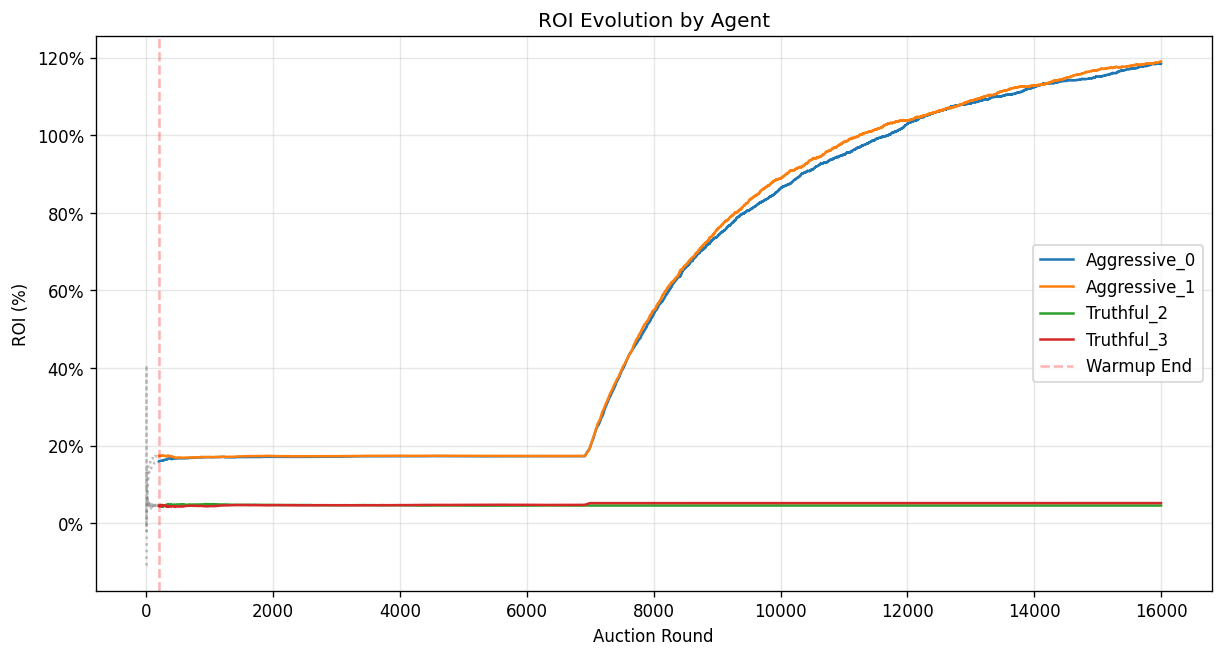 ROI Evolution by Agent
120%
100%
80%
60%
40%
20%
0%
ROI (%)
Aggressive_0
Aggressive_1
Truthful_2
Truthful_3
Warmup End
0 2000 4000 6000 8000 10000 12000 14000 16000
Auction Round